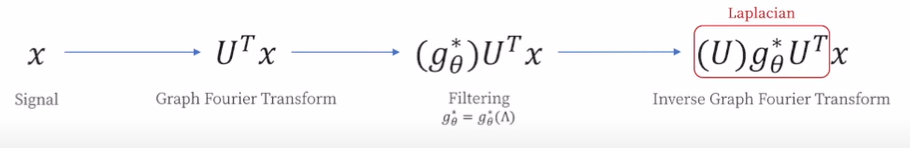 Laplacian
x → U^T x → (g_θ^*) U^T x → (U) g_θ^* U^T x
Signal
Graph Fourier Transform
Filtering
g_θ^* = g_θ^*(Λ)
Inverse Graph Fourier Transform